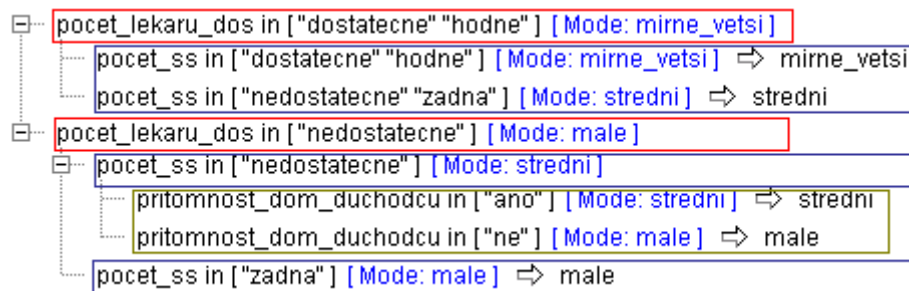 pocet_lekaru_dos in ["dostatecne" "hodne"] [Mode: mirne_vetsi]
pocet_ss in ["dostatecne" "hodne"] [Mode: mirne_vetsi] ⇨ mirne_vetsi
pocet_ss in ["nedostatecne" "zadna"] [Mode: stredni] ⇨ stredni
pocet_lekaru_dos in ["nedostatecne"] [Mode: male]
pocet_ss in ["nedostatecne"] [Mode: stredni]
pritomnost_dom_duchodcu in ["ano"] [Mode: stredni] ⇨ stredni
pritomnost_dom_duchodcu in ["ne"] [Mode: male] ⇨ male
pocet_ss in ["zadna"] [Mode: male] ⇨ male